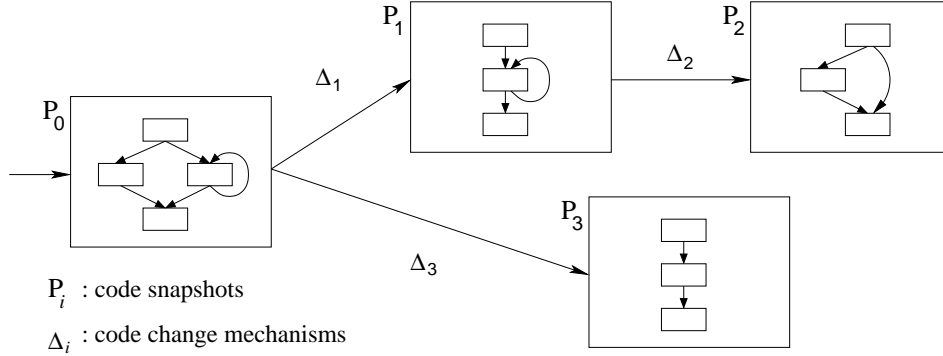 P1
P2
Δ1
Δ2
P0
P3
Δ3
Pi : code snapshots
Δi : code change mechanisms